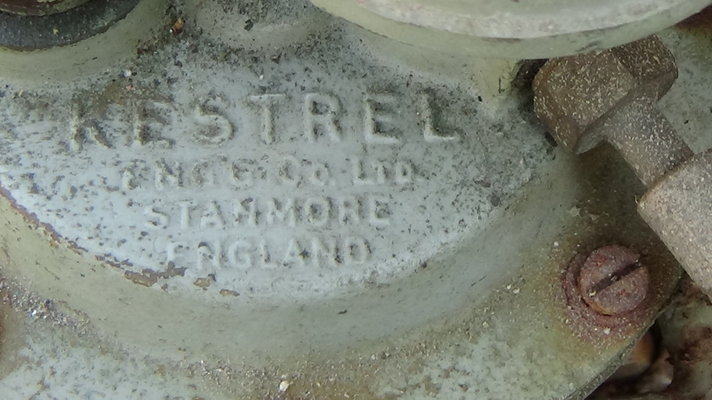 KESTREL
ENG'G. CO. LTD
STANMORE
ENGLAND